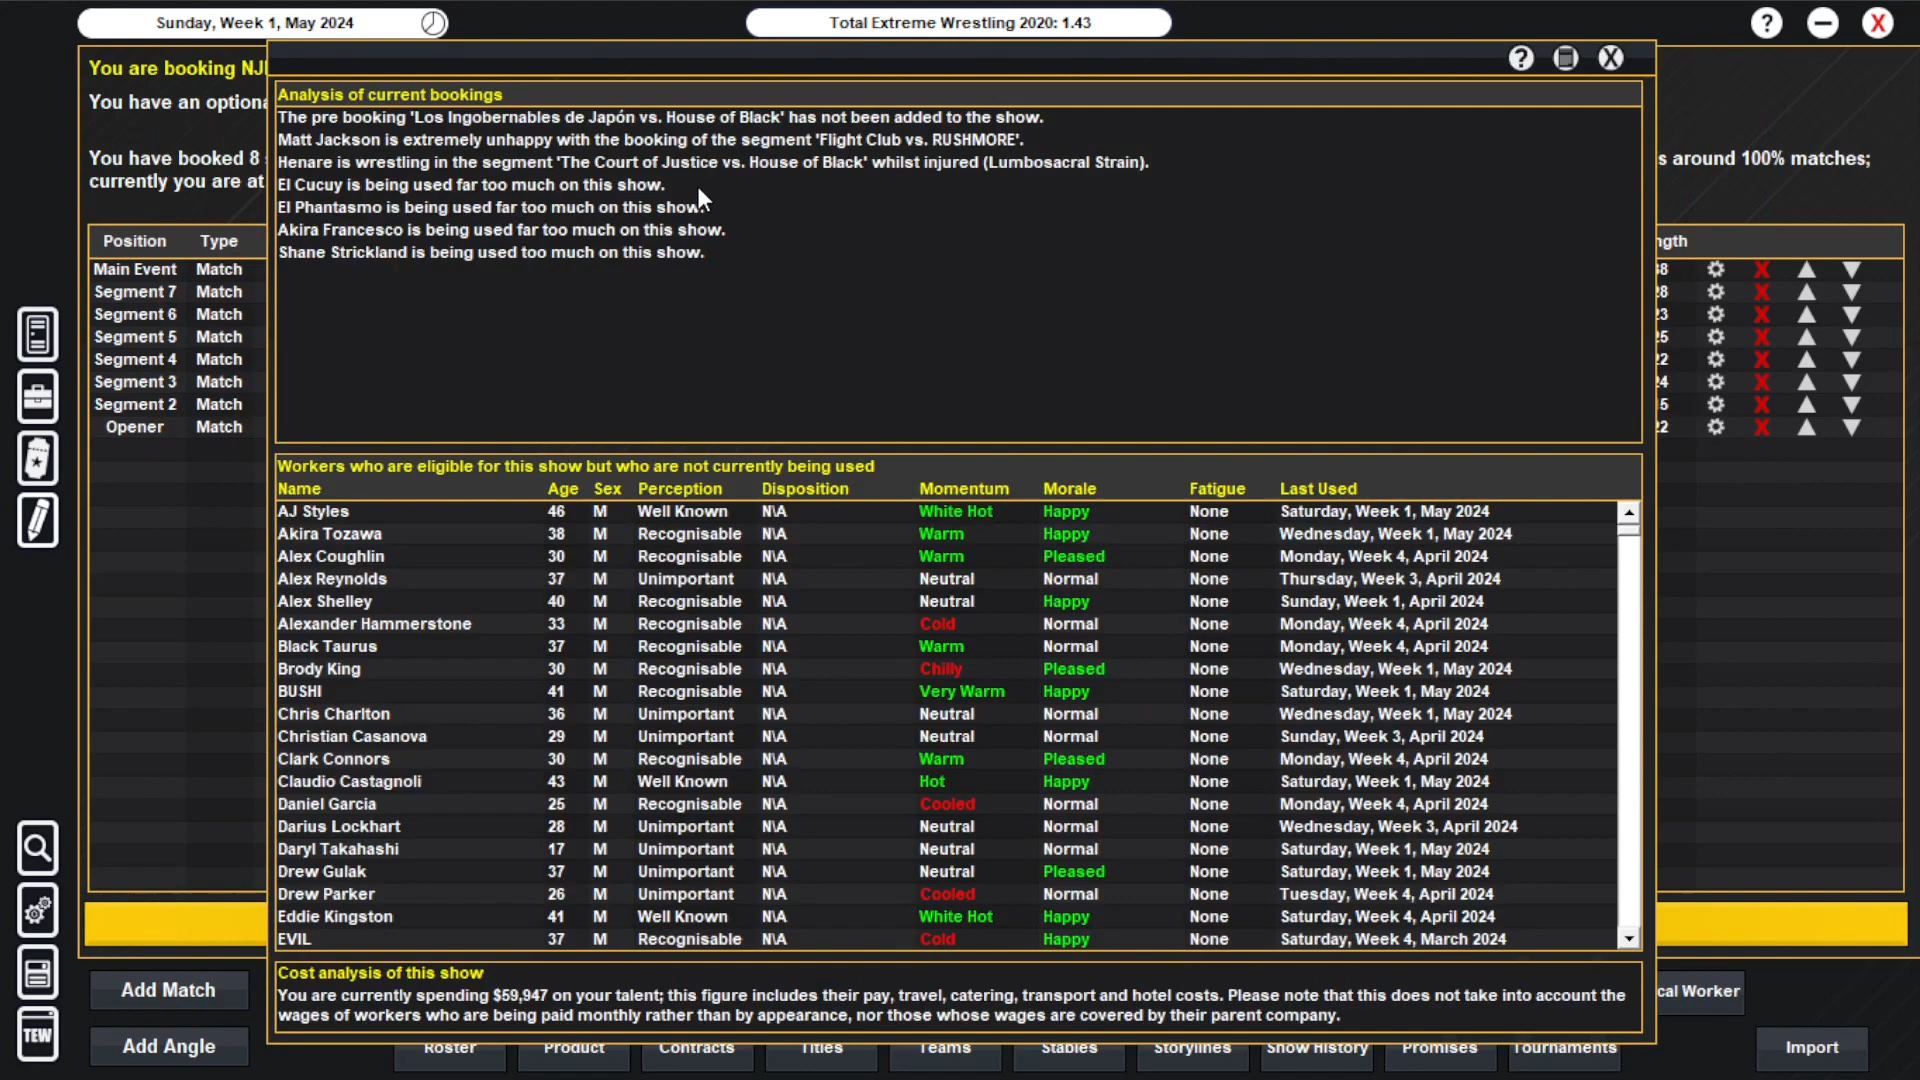 Sunday, Week 1, May 2024
Total Extreme Wrestling 2020: 1.43
? – X
You are booking NJ
? X
You have an optiona
Analysis of current bookings
The pre booking 'Los Ingobernables de Japón vs. House of Black' has not been added to the show.
Matt Jackson is extremely unhappy with the booking of the segment 'Flight Club vs. RUSHMORE'.
You have booked 8
Henare is wrestling in the segment 'The Court of Justice vs. House of Black' whilst injured (Lumbosacral Strain).
s around 100% matches;
currently you are at
El Cucuy is being used far too much on this show.
El Phantasmo is being used far too much on this show.
Akira Francesco is being used far too much on this show.
Shane Strickland is being used too much on this show.
Position Type ngth
Main Event Match 38 X
Segment 7 Match 28 X
Segment 6 Match 23 X
Segment 5 Match 25 X
Segment 4 Match 22 X
Segment 3 Match 24 X
Segment 2 Match 5 X
Opener Match 22 X
Workers who are eligible for this show but who are not currently being used
Name Age Sex Perception Disposition Momentum Morale Fatigue Last Used
AJ Styles 46 M Well Known N\A White Hot Happy None Saturday, Week 1, May 2024
Akira Tozawa 38 M Recognisable N\A Warm Happy None Wednesday, Week 1, May 2024
Alex Coughlin 30 M Recognisable N\A Warm Pleased None Monday, Week 4, April 2024
Alex Reynolds 37 M Unimportant N\A Neutral Normal None Thursday, Week 3, April 2024
Alex Shelley 40 M Recognisable N\A Neutral Happy None Sunday, Week 1, April 2024
Alexander Hammerstone 33 M Recognisable N\A Cold Normal None Monday, Week 4, April 2024
Black Taurus 37 M Recognisable N\A Warm Normal None Monday, Week 4, April 2024
Brody King 30 M Recognisable N\A Chilly Pleased None Wednesday, Week 1, May 2024
BUSHI 41 M Recognisable N\A Very Warm Happy None Saturday, Week 1, May 2024
Chris Charlton 36 M Unimportant N\A Neutral Normal None Wednesday, Week 1, May 2024
Christian Casanova 29 M Unimportant N\A Neutral Normal None Sunday, Week 3, April 2024
Clark Connors 30 M Recognisable N\A Warm Pleased None Monday, Week 4, April 2024
Claudio Castagnoli 43 M Well Known N\A Hot Happy None Saturday, Week 1, May 2024
Daniel Garcia 25 M Recognisable N\A Cooled Normal None Monday, Week 4, April 2024
Darius Lockhart 28 M Unimportant N\A Neutral Normal None Wednesday, Week 3, April 2024
Daryl Takahashi 17 M Unimportant N\A Neutral Normal None Saturday, Week 1, May 2024
Drew Gulak 37 M Unimportant N\A Neutral Pleased None Saturday, Week 1, May 2024
Drew Parker 26 M Unimportant N\A Cooled Normal None Tuesday, Week 4, April 2024
Eddie Kingston 41 M Well Known N\A White Hot Happy None Saturday, Week 4, April 2024
EVIL 37 M Recognisable N\A Cold Happy None Saturday, Week 4, March 2024
Cost analysis of this show
You are currently spending $59,947 on your talent; this figure includes their pay, travel, catering, transport and hotel costs. Please note that this does not take into account the
wages of workers who are being paid monthly rather than by appearance, nor those whose wages are covered by their parent company.
Add Match
cal Worker
TEW
Add Angle
Roster Product Contracts Titles Teams Stables Storylines Show History Promises Tournaments
Import